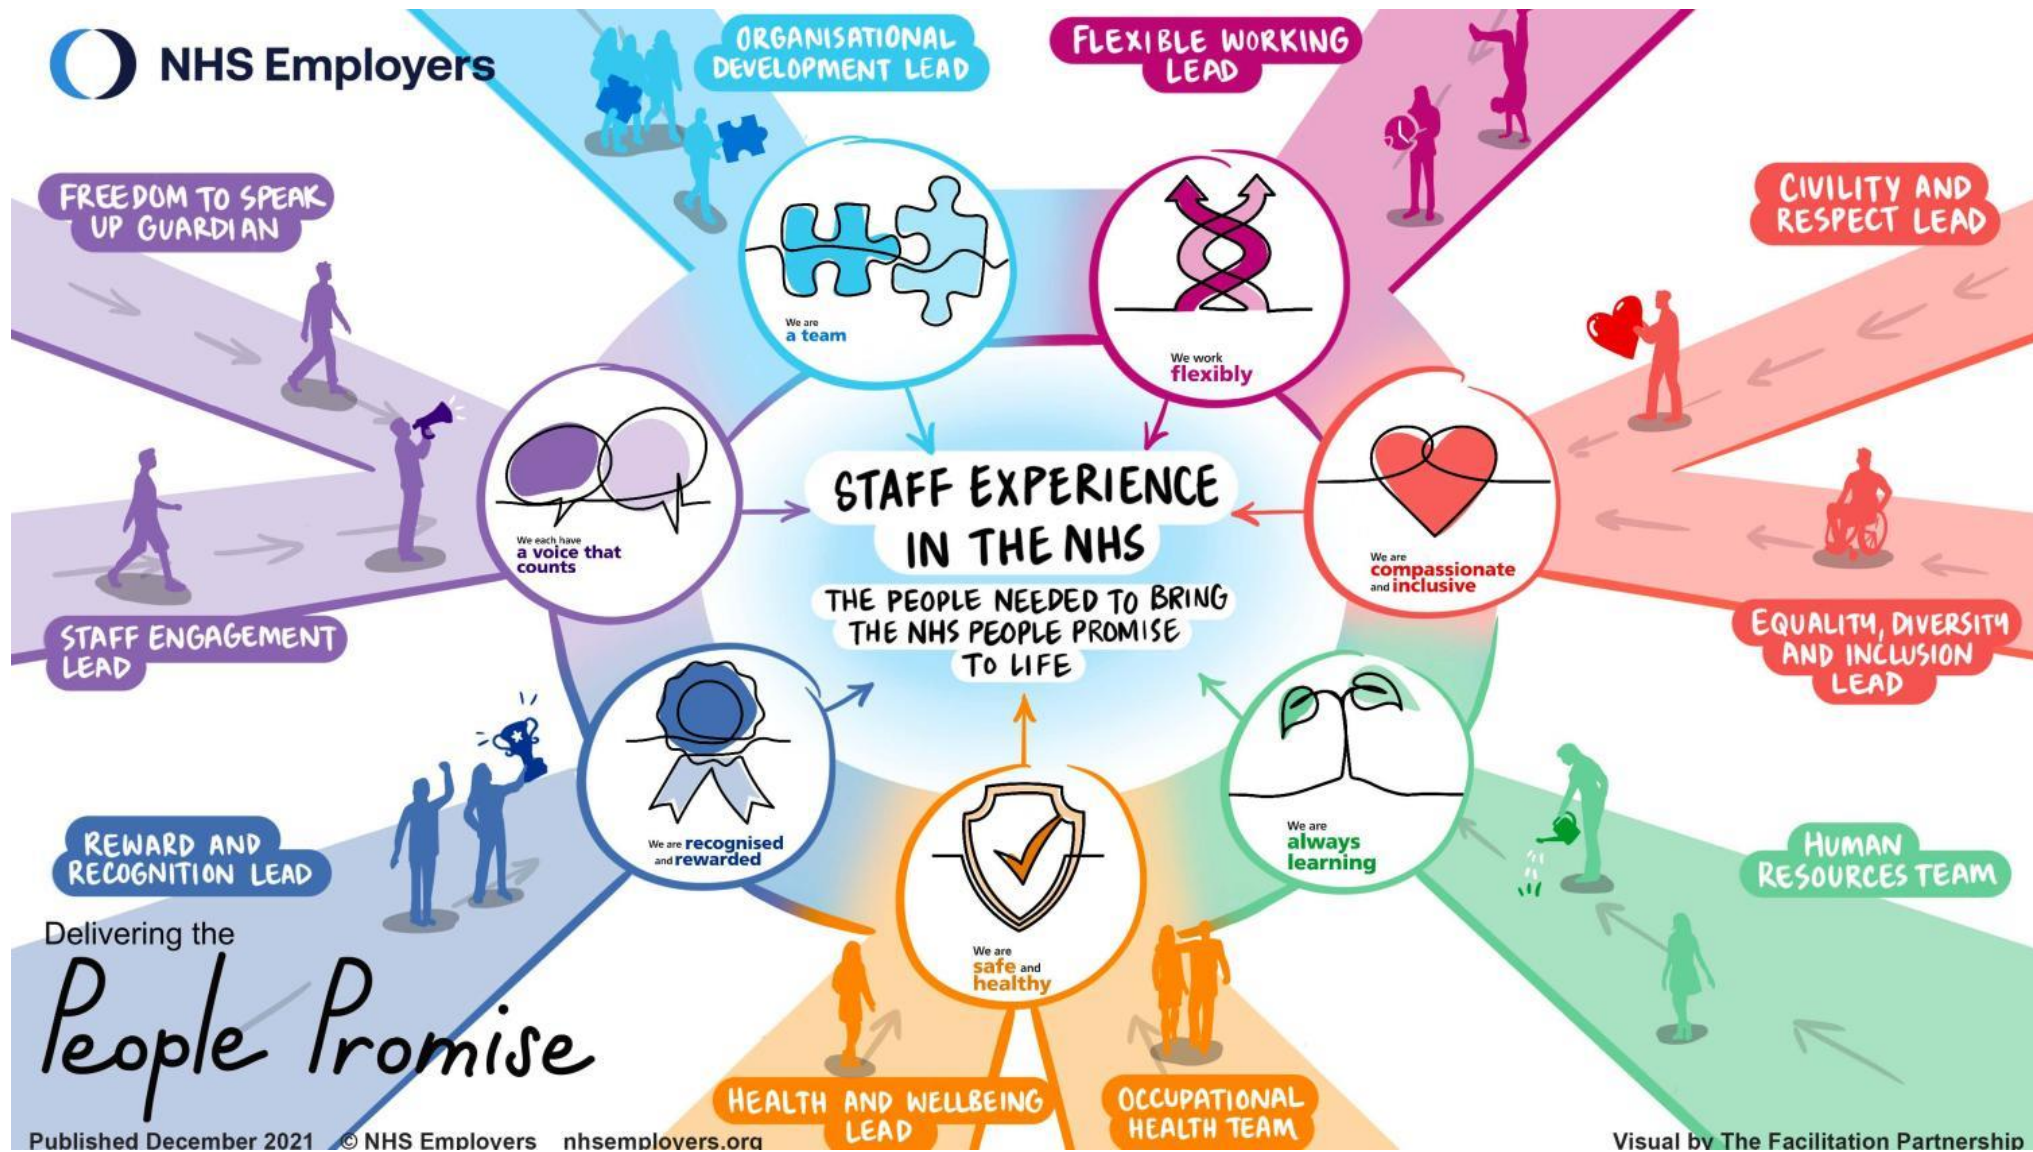 NHS Employers
ORGANISATIONAL
DEVELOPMENT LEAD
FLEXIBLE WORKING
LEAD
FREEDOM TO SPEAK
UP GUARDIAN
CIVILITY AND
RESPECT LEAD
We are
a team
We work
flexibly
We each have
a voice that
counts
STAFF EXPERIENCE
IN THE NHS
THE PEOPLE NEEDED TO BRING
THE NHS PEOPLE PROMISE
TO LIFE
We are
compassionate
and inclusive
STAFF ENGAGEMENT
LEAD
EQUALITY, DIVERSITY
AND INCLUSION
LEAD
We are recognised
and rewarded
We are
always
learning
REWARD AND
RECOGNITION LEAD
HUMAN
RESOURCES TEAM
We are
safe and
healthy
Delivering the
People Promise
HEALTH AND WELLBEING
LEAD
OCCUPATIONAL
HEALTH TEAM
Published December 2021 © NHS Employers nhsemployers.org
Visual by The Facilitation Partnership